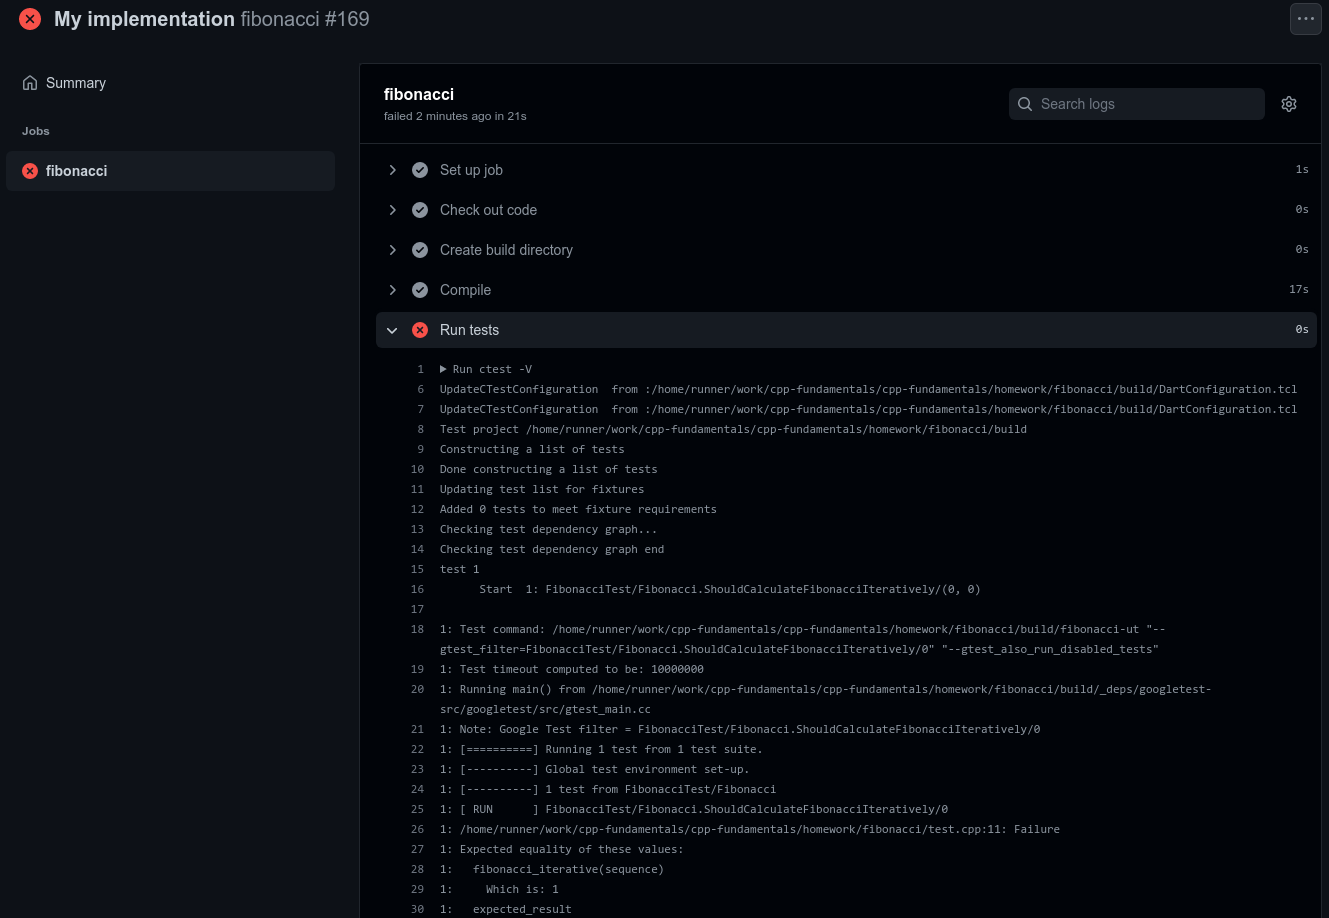 My implementation fibonacci #169
Summary
Jobs
fibonacci
fibonacci
failed 2 minutes ago in 21s
Search logs
Set up job 1s
Check out code 0s
Create build directory 0s
Compile 17s
Run tests 0s
1 Run ctest -V
6 UpdateCTestConfiguration  from :/home/runner/work/cpp-fundamentals/cpp-fundamentals/homework/fibonacci/build/DartConfiguration.tcl
7 UpdateCTestConfiguration  from :/home/runner/work/cpp-fundamentals/cpp-fundamentals/homework/fibonacci/build/DartConfiguration.tcl
8 Test project /home/runner/work/cpp-fundamentals/cpp-fundamentals/homework/fibonacci/build
9 Constructing a list of tests
10 Done constructing a list of tests
11 Updating test list for fixtures
12 Added 0 tests to meet fixture requirements
13 Checking test dependency graph...
14 Checking test dependency graph end
15 test 1
16       Start  1: FibonacciTest/Fibonacci.ShouldCalculateFibonacciIteratively/(0, 0)
17
18 1: Test command: /home/runner/work/cpp-fundamentals/cpp-fundamentals/homework/fibonacci/build/fibonacci-ut "--
gtest_filter=FibonacciTest/Fibonacci.ShouldCalculateFibonacciIteratively/0" "--gtest_also_run_disabled_tests"
19 1: Test timeout computed to be: 10000000
20 1: Running main() from /home/runner/work/cpp-fundamentals/cpp-fundamentals/homework/fibonacci/build/_deps/googletest-
src/googletest/src/gtest_main.cc
21 1: Note: Google Test filter = FibonacciTest/Fibonacci.ShouldCalculateFibonacciIteratively/0
22 1: [==========] Running 1 test from 1 test suite.
23 1: [----------] Global test environment set-up.
24 1: [----------] 1 test from FibonacciTest/Fibonacci
25 1: [ RUN      ] FibonacciTest/Fibonacci.ShouldCalculateFibonacciIteratively/0
26 1: /home/runner/work/cpp-fundamentals/cpp-fundamentals/homework/fibonacci/test.cpp:11: Failure
27 1: Expected equality of these values:
28 1:   fibonacci_iterative(sequence)
29 1:     Which is: 1
30 1:   expected_result